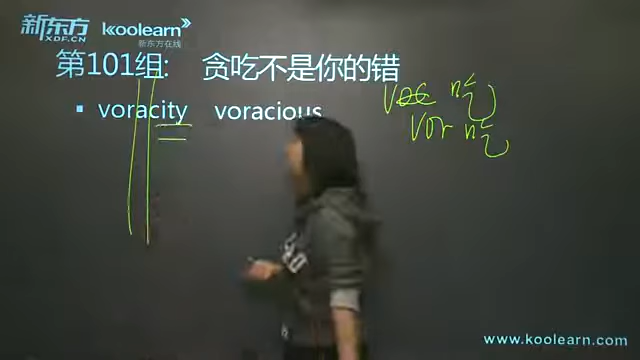 新东方 XDF.CN koolearn 新东方在线
第101组: 贪吃不是你的错
▪ voracity voracious
吃
vor 吃
www.koolearn.com